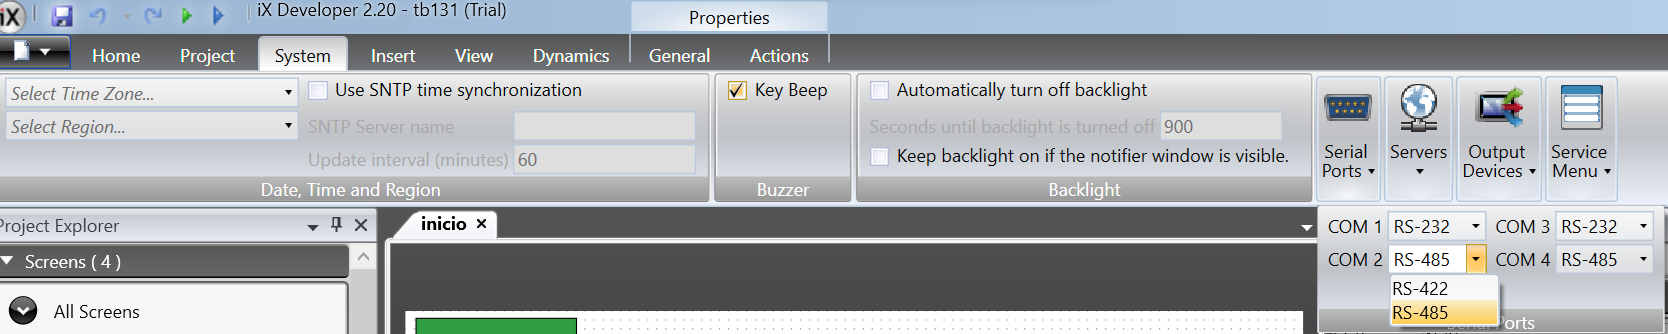 iX
iX Developer 2.20 - tb131 (Trial)
Properties
Home Project System Insert View Dynamics General Actions
Select Time Zone...
Select Region...
Use SNTP time synchronization
SNTP Server name
Update interval (minutes) 60
Date, Time and Region
Key Beep
Buzzer
Automatically turn off backlight
Seconds until backlight is turned off 900
Keep backlight on if the notifier window is visible.
Backlight
Serial
Ports
Servers
Output
Devices
Service
Menu
Project Explorer
Screens ( 4 )
All Screens
inicio
COM 1 RS-232 COM 3 RS-232
COM 2 RS-485 COM 4 RS-485
RS-422
RS-485
Ports